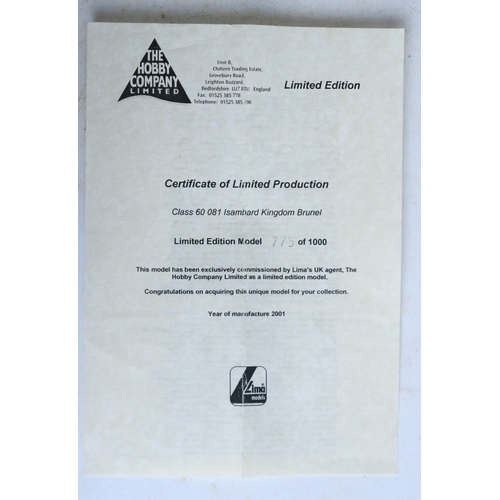 THE
HOBBY
COMPANY
LIMITED
Unit B,
Chiltern Trading Estate,
Grovebury Road,
Leighton Buzzard,
Bedfordshire LU7 8TU England
Fax: 01525 385 778
Telephone: 01525 385 796
Limited Edition
Certificate of Limited Production
Class 60 081 Isambard Kingdom Brunel
Limited Edition Model 775 of 1000
This model has been exclusively commissioned by Lima's UK agent, The
Hobby Company Limited as a limited edition model.
Congratulations on acquiring this unique model for your collection.
Year of manufacture 2001
Lima
models